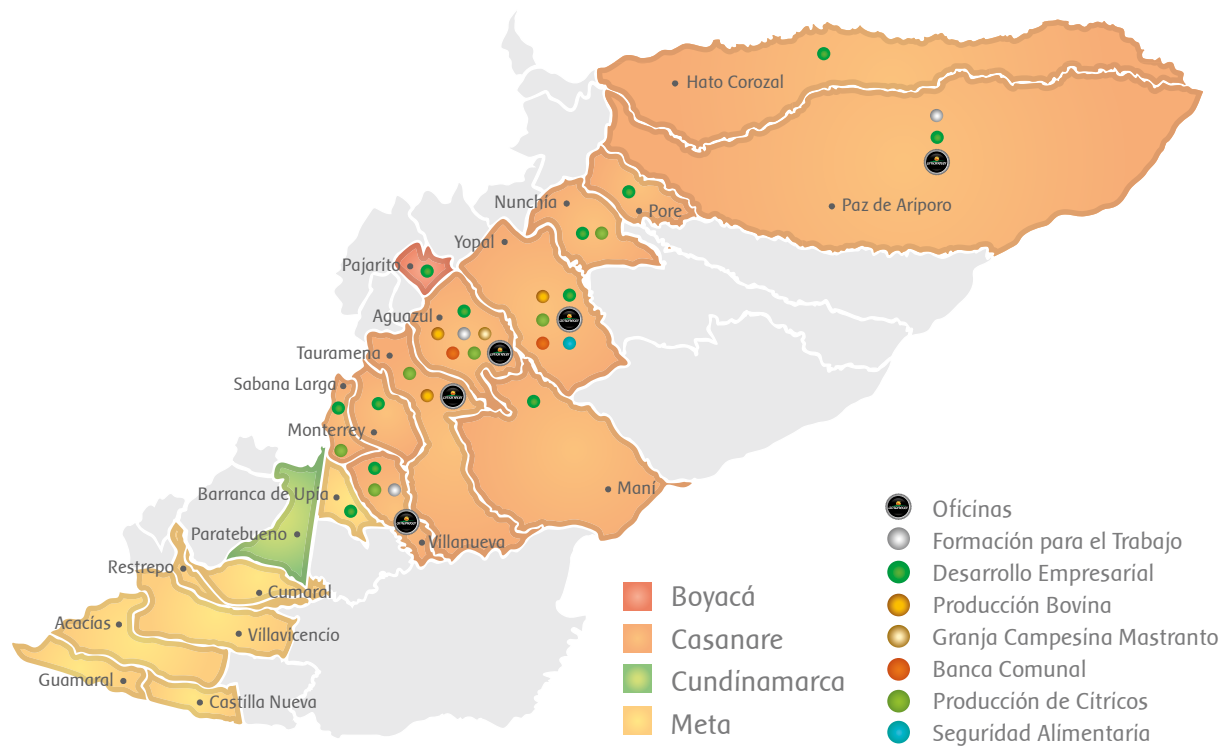 Hato Corozal
Paz de Ariporo
Nunchía
Pore
Yopal
Pajarito
Aguazul
Tauramena
Sabana Larga
Monterrey
Maní
Barranca de Upia
Paratebueno
Villanueva
Restrepo
Cumaral
Acacías
Villavicencio
Guamaral
Castilla Nueva
Boyacá
Casanare
Cundinamarca
Meta
Oficinas
Formación para el Trabajo
Desarrollo Empresarial
Producción Bovina
Granja Campesina Mastranto
Banca Comunal
Producción de Cítricos
Seguridad Alimentaria